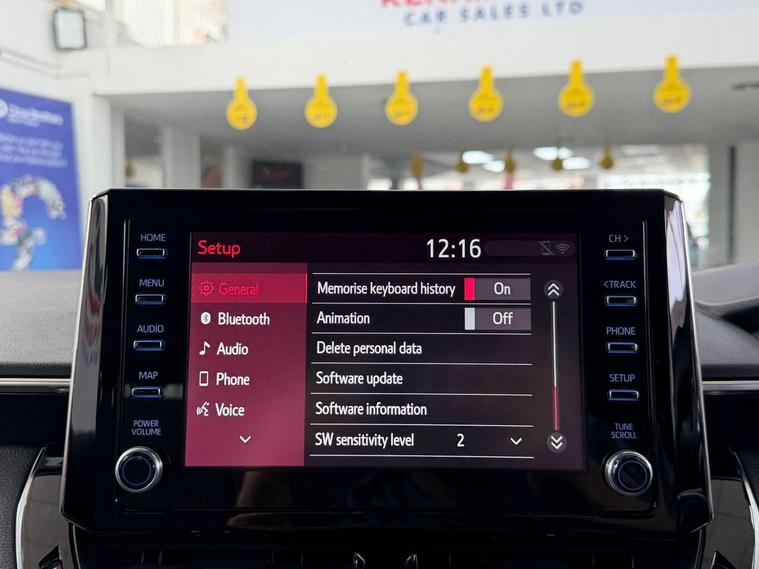 CAR SALES LTD
HOME
MENU
AUDIO
MAP
POWER
VOLUME
Setup
12:16
General
Bluetooth
Audio
Phone
Voice
Memorise keyboard history On
Animation Off
Delete personal data
Software update
Software information
SW sensitivity level 2
CH >
< TRACK
PHONE
SETUP
TUNE
SCROLL